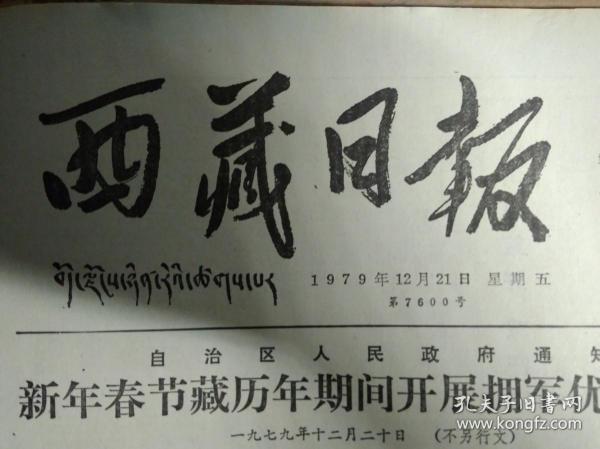 西藏日报
1979年12月21日 星期五
第7600号
自治区人民政府通知
新年春节藏历年期间开展拥军优
一九七九年十二月二十日 (不另行文)
孔夫子旧书网
kongfz.com